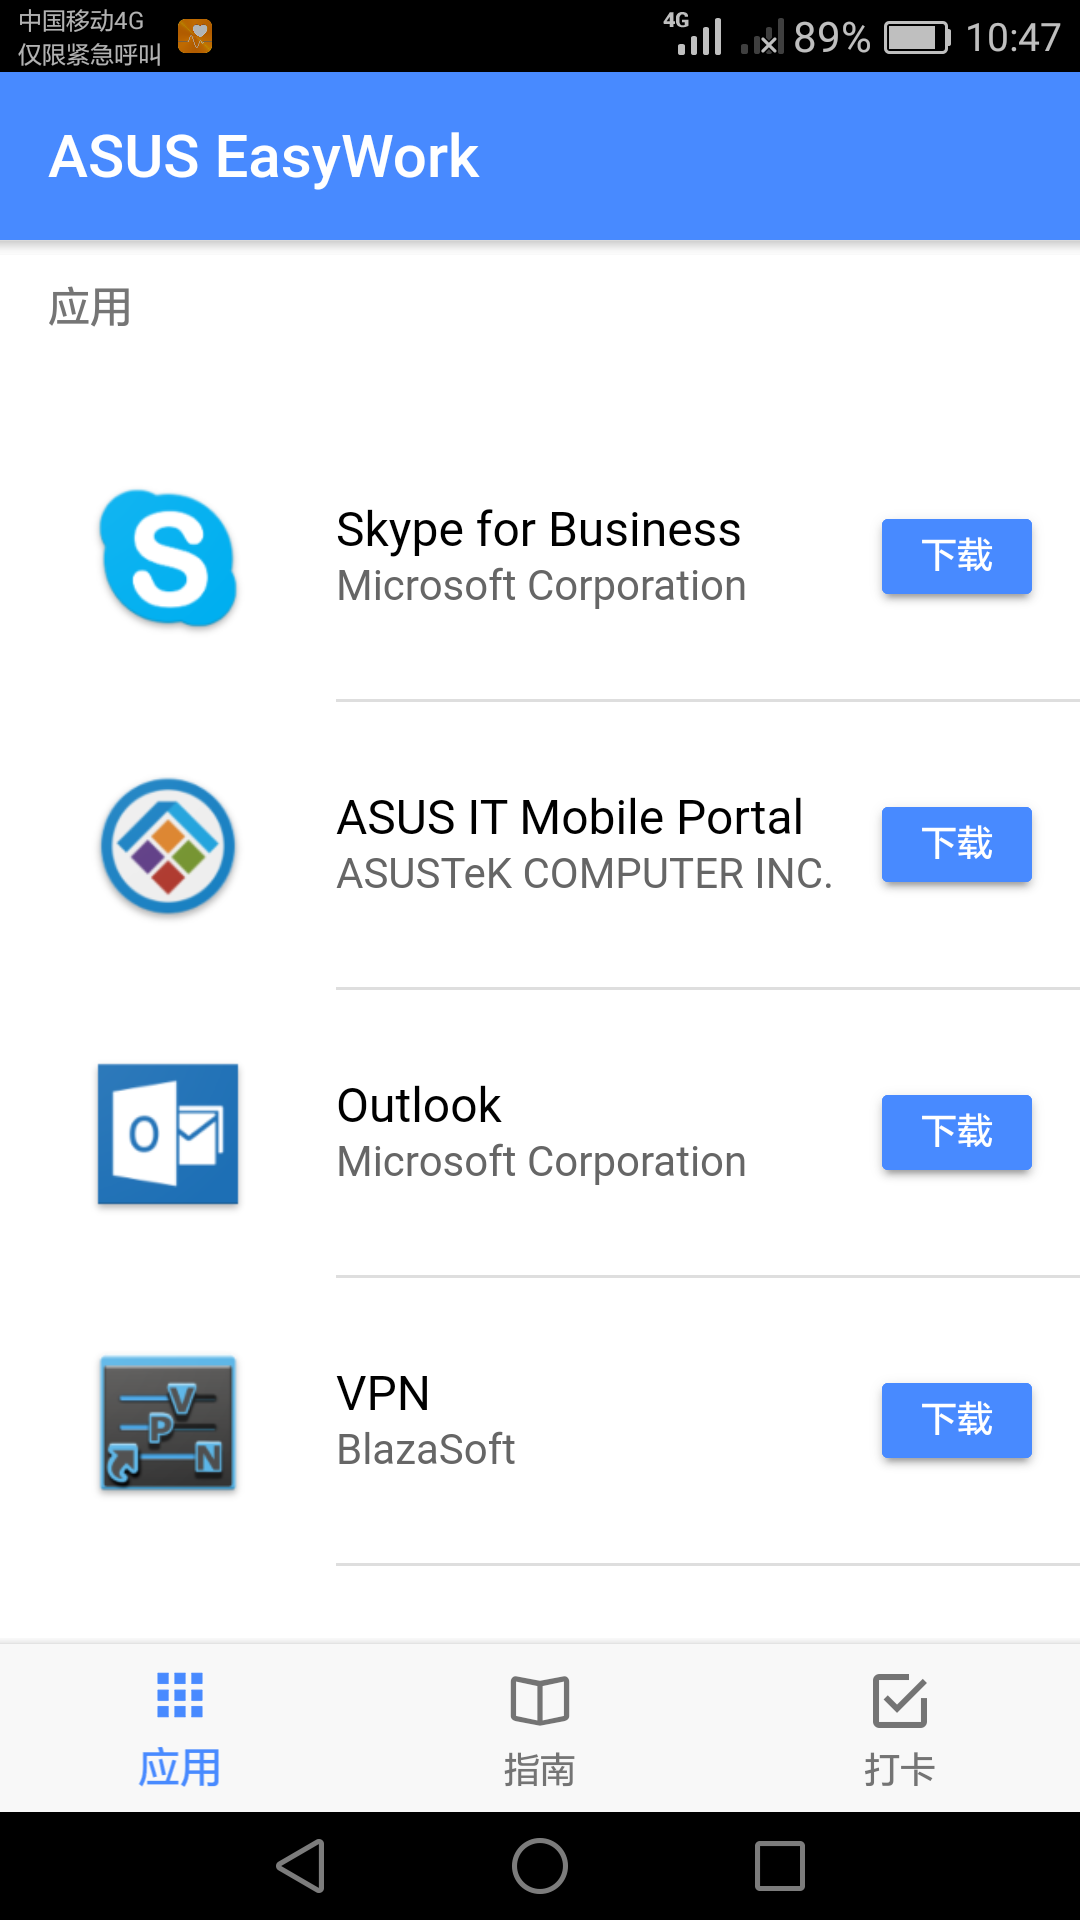 中国移动4G
仅限紧急呼叫
4G
89%
10:47
ASUS EasyWork
应用
Skype for Business
Microsoft Corporation
下载
ASUS IT Mobile Portal
ASUSTeK COMPUTER INC.
下载
Outlook
Microsoft Corporation
下载
VPN
BlazaSoft
下载
应用
指南
打卡